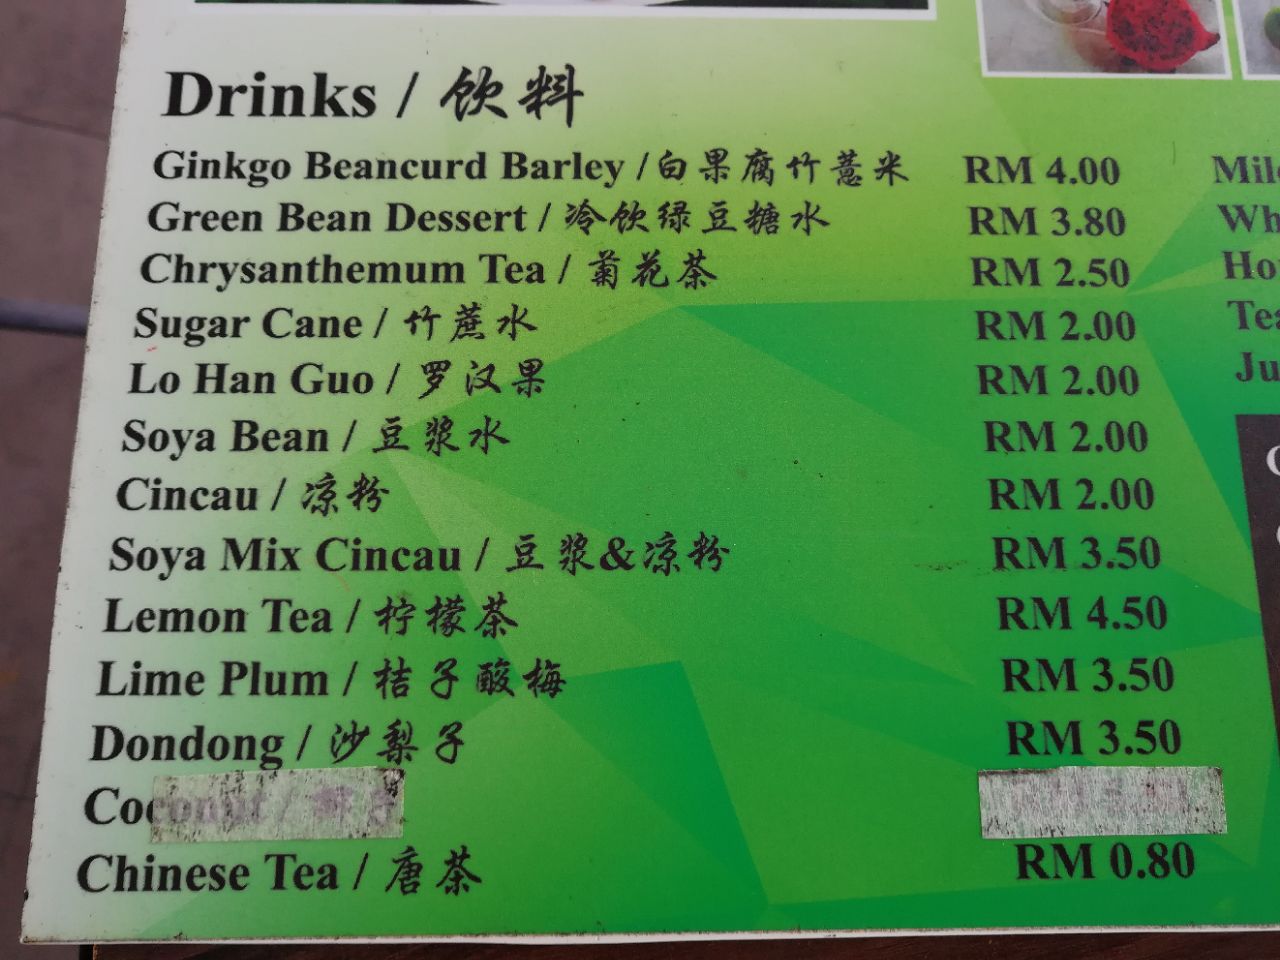 Drinks / 饮料
Ginkgo Beancurd Barley /白果腐竹薏米 RM 4.00
Green Bean Dessert / 冷饮绿豆糖水 RM 3.80
Chrysanthemum Tea / 菊花茶 RM 2.50
Sugar Cane / 竹蔗水 RM 2.00
Lo Han Guo / 罗汉果 RM 2.00
Soya Bean / 豆浆水 RM 2.00
Cincau / 凉粉 RM 2.00
Soya Mix Cincau / 豆浆&凉粉 RM 3.50
Lemon Tea / 柠檬茶 RM 4.50
Lime Plum / 桔子酸梅 RM 3.50
Dondong / 沙梨子 RM 3.50
Coconut /
Chinese Tea / 唐茶 RM 0.80